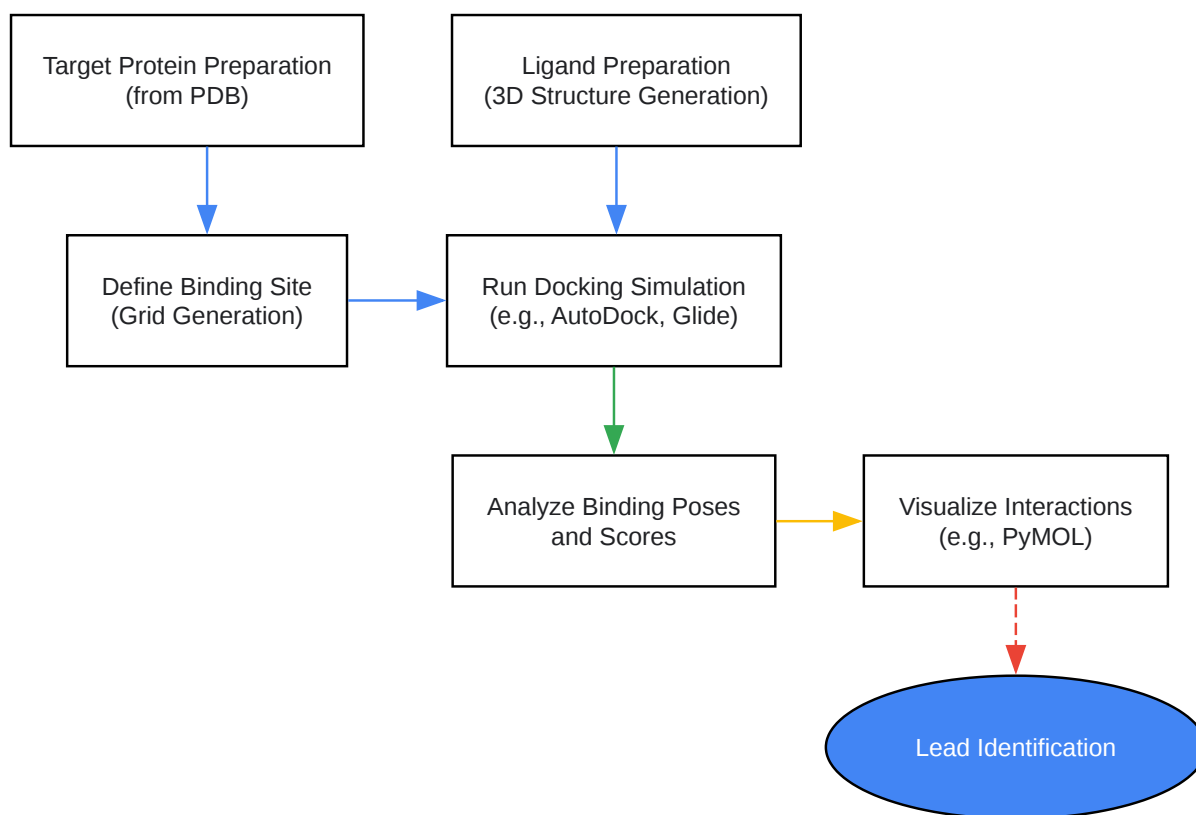 Target Protein Preparation
(from PDB)
Ligand Preparation
(3D Structure Generation)
Define Binding Site
(Grid Generation)
Run Docking Simulation
(e.g., AutoDock, Glide)
Analyze Binding Poses
and Scores
Visualize Interactions
(e.g., PyMOL)
Lead Identification